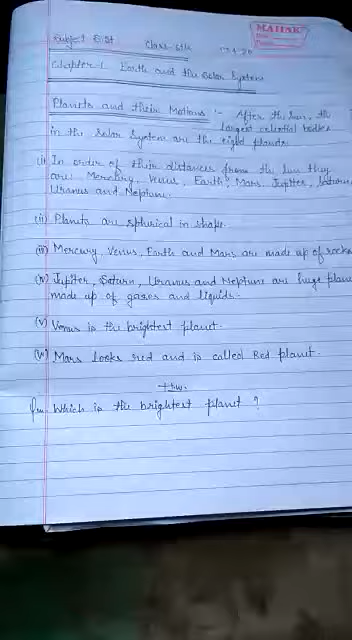 MAHAK
Subject S.St Class 6th
Chapter-1 Earth and the Solar System
Planets and their Motions :- After the Sun, the
largest celestial bodies
in the Solar System are the eight planets.
(i) In order of their distances from the Sun they
are Mercury, Venus, Earth, Mars, Jupiter, Saturn
Uranus and Neptune.
(ii) Planets are spherical in shape.
(iii) Mercury, Venus, Earth and Mars are made up of rocks
(iv) Jupiter, Saturn, Uranus and Neptune are huge plan
made up of gases and liquids.
(v) Venus is the brightest planet.
(vi) Mars looks red and is called Red planet.
H.W.
Which is the brightest planet ?